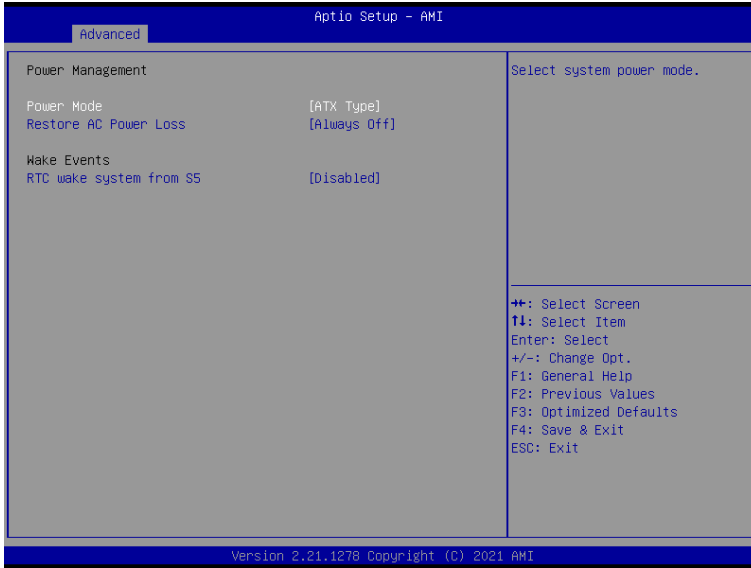 Aptio Setup - AMI
Advanced
Power Management
Power Mode [ATX Type]
Restore AC Power Loss [Always Off]
Wake Events
RTC wake system from S5 [Disabled]
Select system power mode.
→←: Select Screen
↑↓: Select Item
Enter: Select
+/-: Change Opt.
F1: General Help
F2: Previous Values
F3: Optimized Defaults
F4: Save & Exit
ESC: Exit
Version 2.21.1278 Copyright (C) 2021 AMI